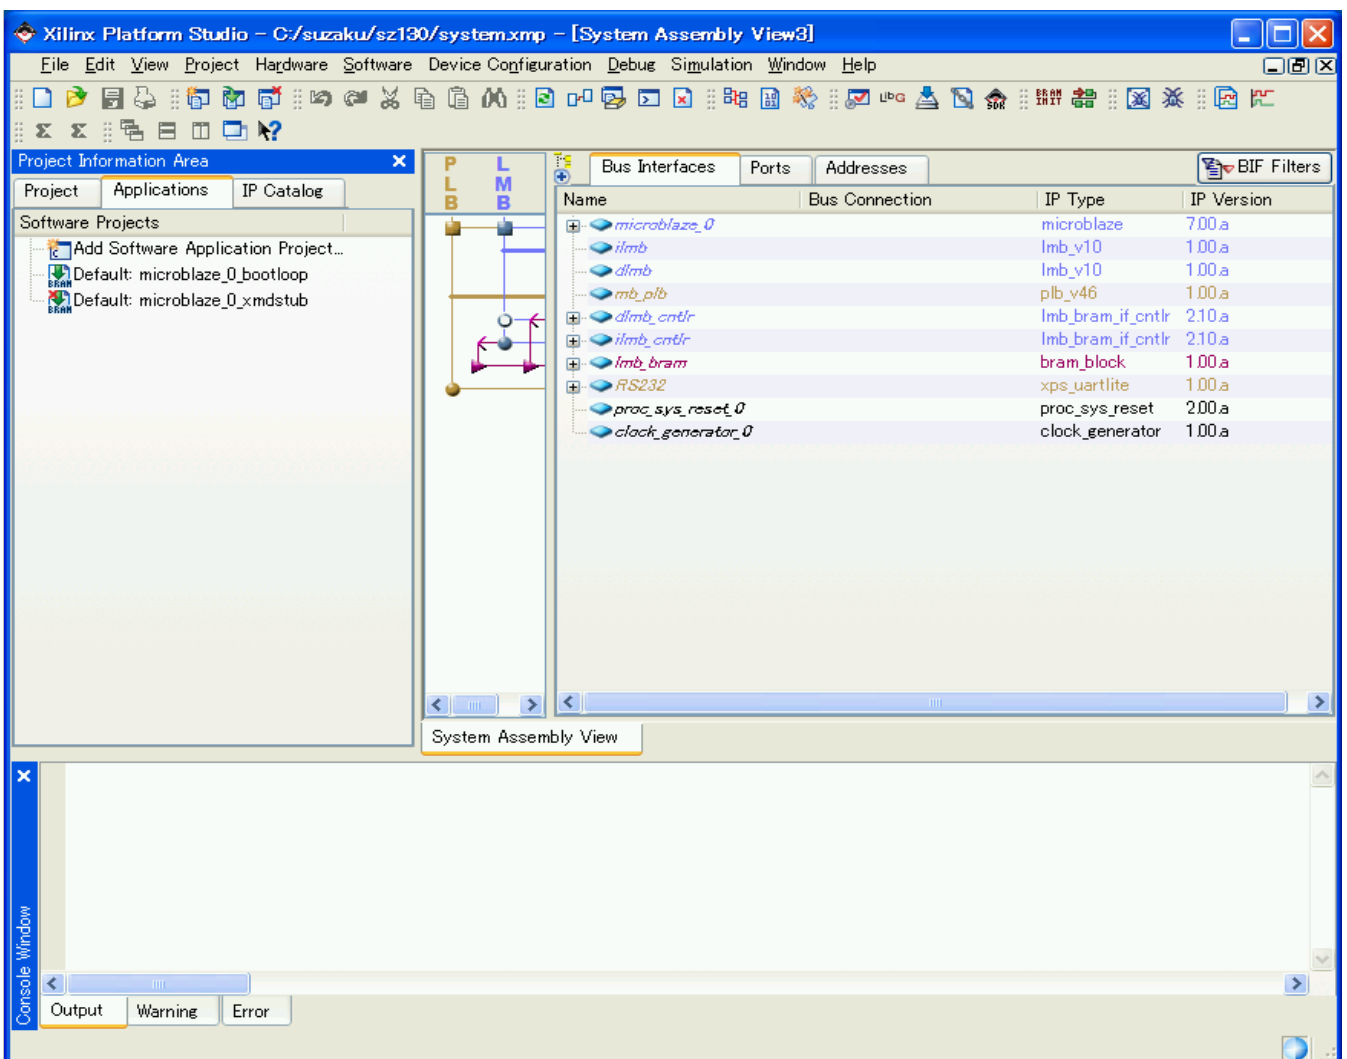 Xilinx Platform Studio - C:/suzaku/sz130/system.xmp - [System Assembly View3]
File Edit View Project Hardware Software Device Configuration Debug Simulation Window Help
Project Information Area
Project Applications IP Catalog
Software Projects
Add Software Application Project...
BRAM Default: microblaze_0_bootloop
BRAM Default: microblaze_0_xmdstub
PLB LMB
Bus Interfaces Ports Addresses BIF Filters
Name Bus Connection IP Type IP Version
microblaze_0 microblaze 7.00.a
ilmb lmb_v10 1.00.a
dlmb lmb_v10 1.00.a
mb_plb plb_v46 1.00.a
dlmb_cntlr lmb_bram_if_cntlr 2.10.a
ilmb_cntlr lmb_bram_if_cntlr 2.10.a
lmb_bram bram_block 1.00.a
RS232 xps_uartlite 1.00.a
proc_sys_reset_0 proc_sys_reset 2.00.a
clock_generator_0 clock_generator 1.00.a
System Assembly View
Console Window
Output Warning Error